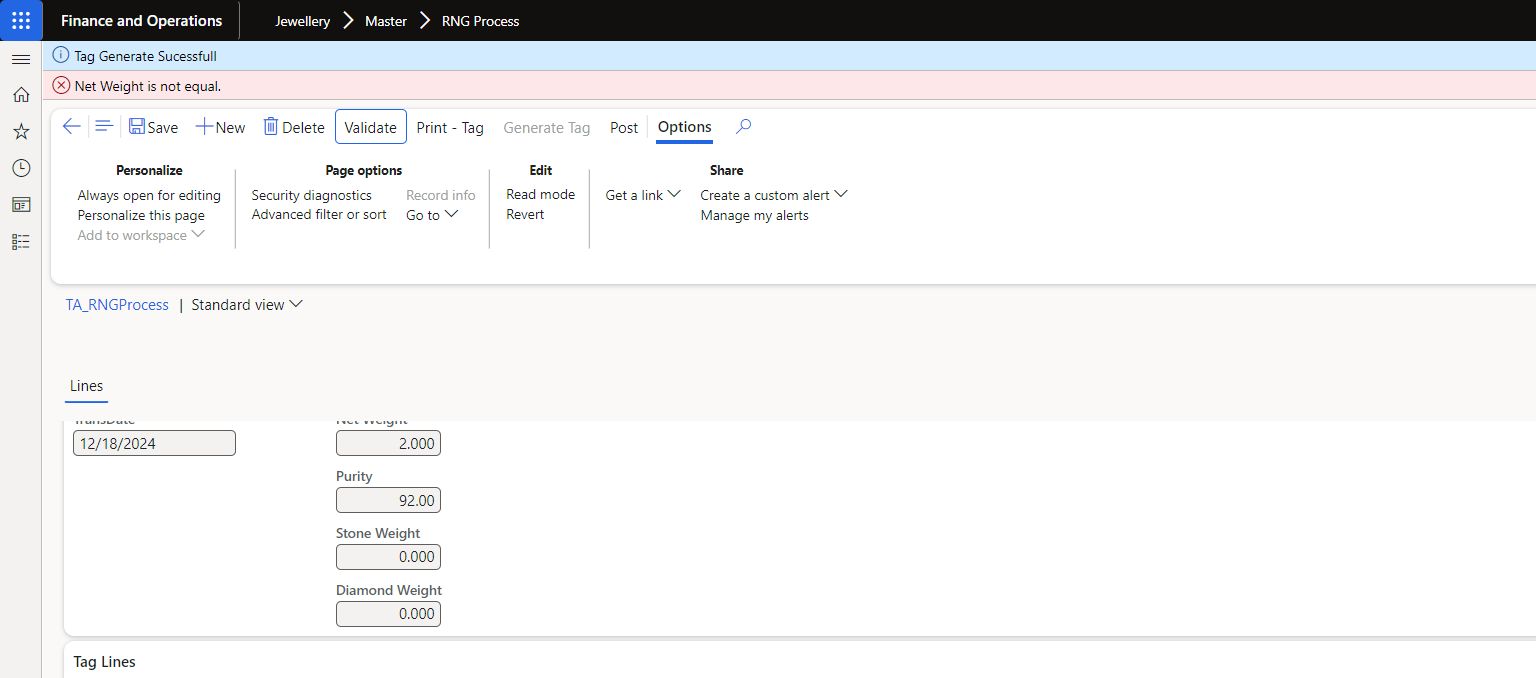 Finance and Operations Jewellery Master RNG Process
Tag Generate Sucessfull
Net Weight is not equal.
Save New Delete Validate Print - Tag Generate Tag Post Options
Personalize Page options Edit Share
Always open for editing Security diagnostics Record info Read mode Get a link Create a custom alert
Personalize this page Advanced filter or sort Go to Revert Manage my alerts
Add to workspace
TA_RNGProcess | Standard view
Lines
TransDate Net Weight
12/18/2024 2.000
Purity
92.00
Stone Weight
0.000
Diamond Weight
0.000
Tag Lines